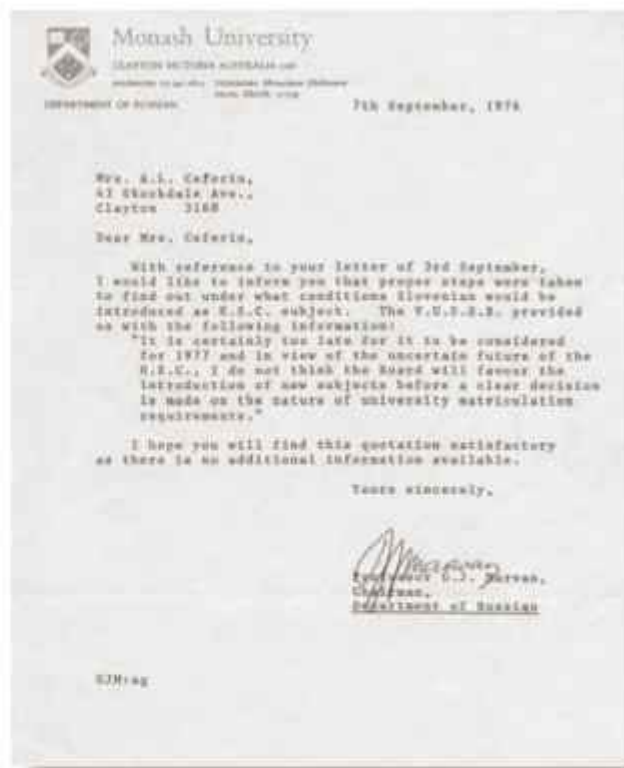 Monash University
CLAYTON VICTORIA AUSTRALIA
DEPARTMENT OF RUSSIAN
7th September, 1976
Mrs. A.L. Ceferin,
43 Stockdale Ave.,
Clayton 3168
Dear Mrs. Ceferin,
With reference to your letter of 3rd September,
I would like to inform you that proper steps were taken
to find out under what conditions Slovenian would be
introduced as H.S.C. subject. The V.U.S.E.B. provided
us with the following information:
"It is certainly too late for it to be considered
for 1977 and in view of the uncertain future of the
H.S.C., I do not think the Board will favour the
introduction of new subjects before a clear decision
is made on the nature of university matriculation
requirements."
I hope you will find this quotation satisfactory
as there is no additional information available.
Yours sincerely,
Professor G.J. Marvan,
Chairman,
Department of Russian
GJM:ag